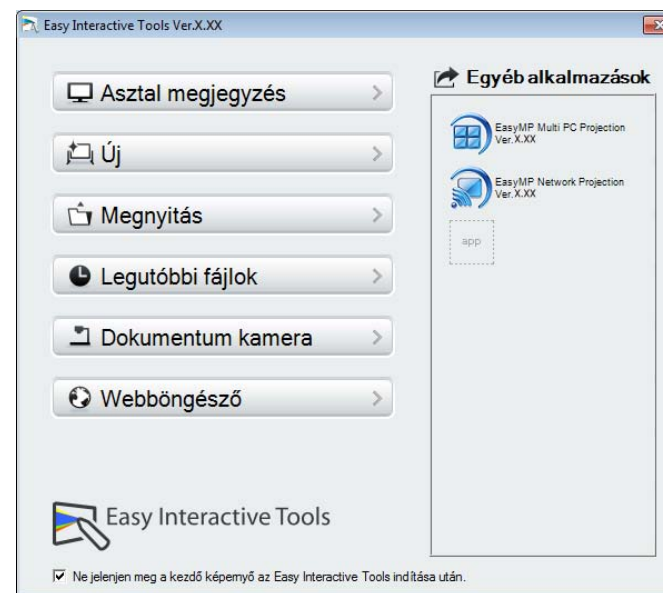 Easy Interactive Tools Ver.X.XX
Asztal megjegyzés
Új
Megnyitás
Legutóbbi fájlok
Dokumentum kamera
Webböngésző
Egyéb alkalmazások
EasyMP Multi PC Projection
Ver.X.XX
EasyMP Network Projection
Ver.X.XX
app
Easy Interactive Tools
Ne jelenjen meg a kezdő képernyő az Easy Interactive Tools indítása után.